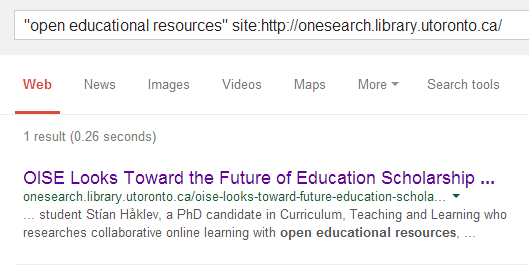 "open educational resources" site:http://onesearch.library.utoronto.ca/
Web News Images Videos Maps More Search tools
1 result (0.26 seconds)
OISE Looks Toward the Future of Education Scholarship ...
onesearch.library.utoronto.ca/oise-looks-toward-future-education-schola...
... student Stían Håklev, a PhD candidate in Curriculum, Teaching and Learning who
researches collaborative online learning with open educational resources, ...